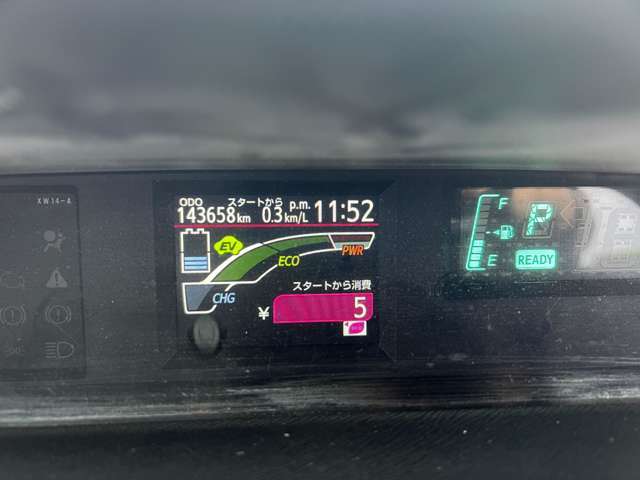 XW14-A
ODO スタートから p.m.
143658km 0.3km/L 11:52
EV
ECO
PWR
CHG
スタートから消費
¥ 5
F
P
E
READY